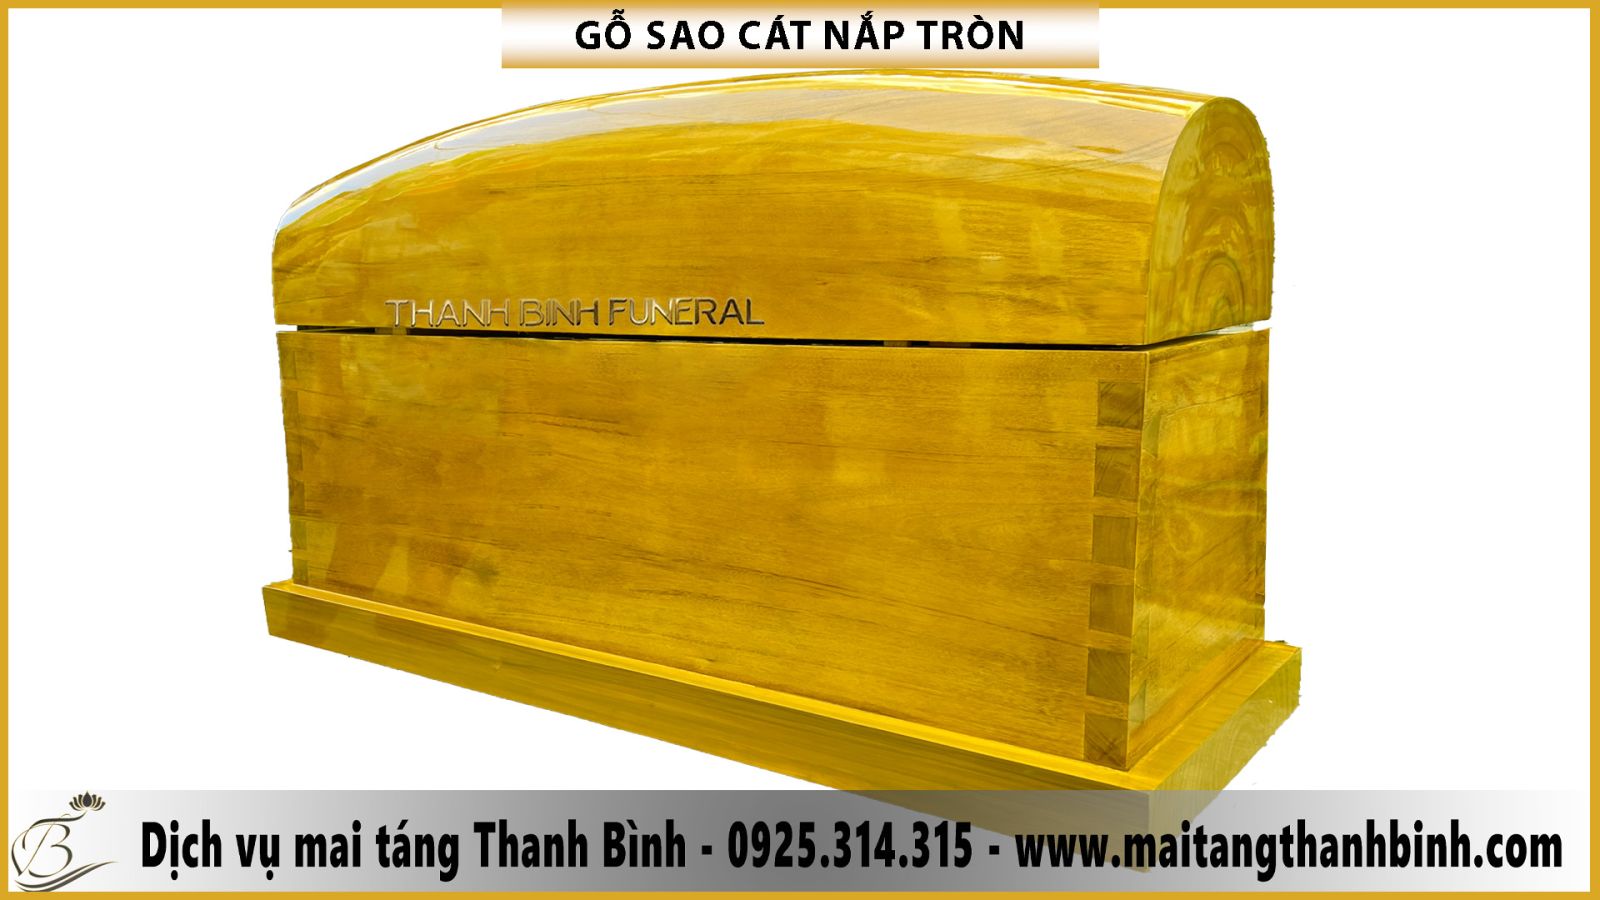 GỖ SAO CÁT NẮP TRÒN
THANH BINH FUNERAL
B
Dịch vụ mai táng Thanh Bình - 0925.314.315 - www.maitangthanhbinh.com